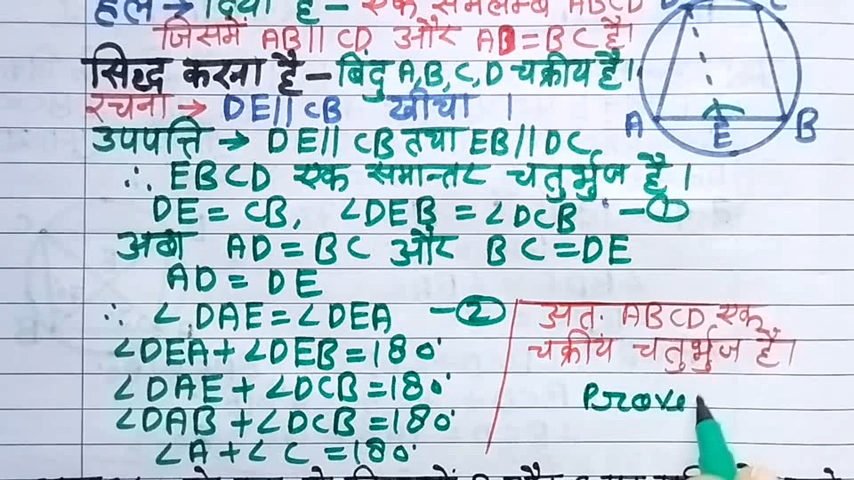 हल → दिया है - एक समलम्ब ABCD
जिसमें AB || CD और AD = BC है।
सिद्ध करना है - बिंदु A, B, C, D चक्रीय है।
रचना → DE || CB खींचा ।
उपपत्ति → DE || CB तथा EB || DC
∴ EBCD एक समान्तर चतुर्भुज है।
DE = CB, ∠DEB = ∠DCB - ①
अब AD = BC और BC = DE
AD = DE
∴ ∠DAE = ∠DEA - ②
∠DEA + ∠DEB = 180°
∠DAE + ∠DCB = 180°
∠DAB + ∠DCB = 180°
∠A + ∠C = 180°
अतः ABCD एक
चक्रीय चतुर्भुज है।
Prove
D C
A E B